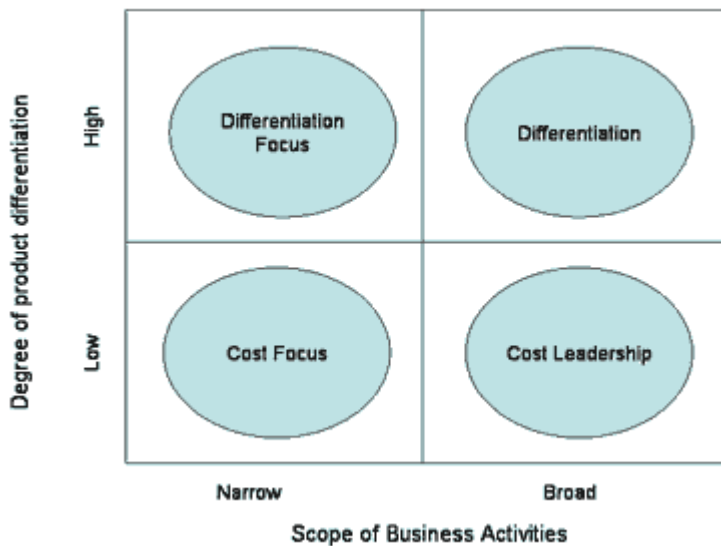 Degree of product differentiation
High
Low
Differentiation
Focus
Differentiation
Cost Focus
Cost Leadership
Narrow
Broad
Scope of Business Activities